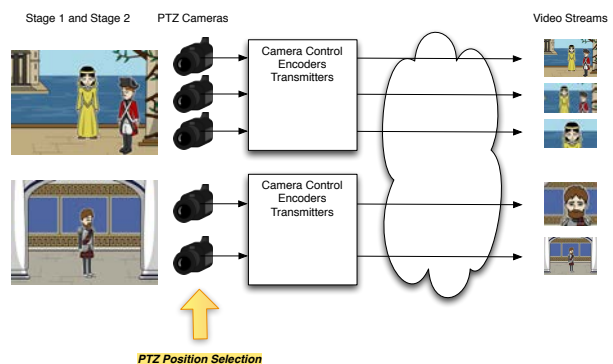 Stage 1 and Stage 2
PTZ Cameras
Video Streams
Camera Control
Encoders
Transmitters
Camera Control
Encoders
Transmitters
PTZ Position Selection